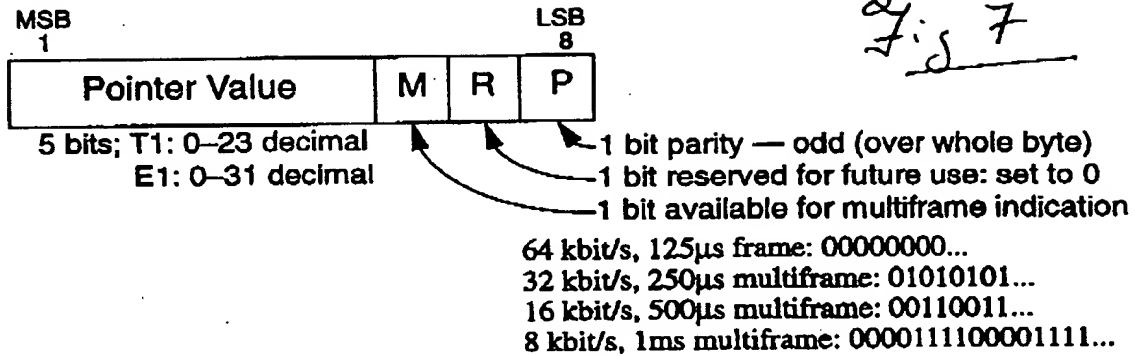 MSB LSB
1 8
Fig 7
Pointer Value M R P
5 bits; T1: 0–23 decimal
E1: 0–31 decimal
1 bit parity — odd (over whole byte)
1 bit reserved for future use: set to 0
1 bit available for multiframe indication
64 kbit/s, 125µs frame: 00000000...
32 kbit/s, 250µs multiframe: 01010101...
16 kbit/s, 500µs multiframe: 00110011...
8 kbit/s, 1ms multiframe: 0000111100001111...